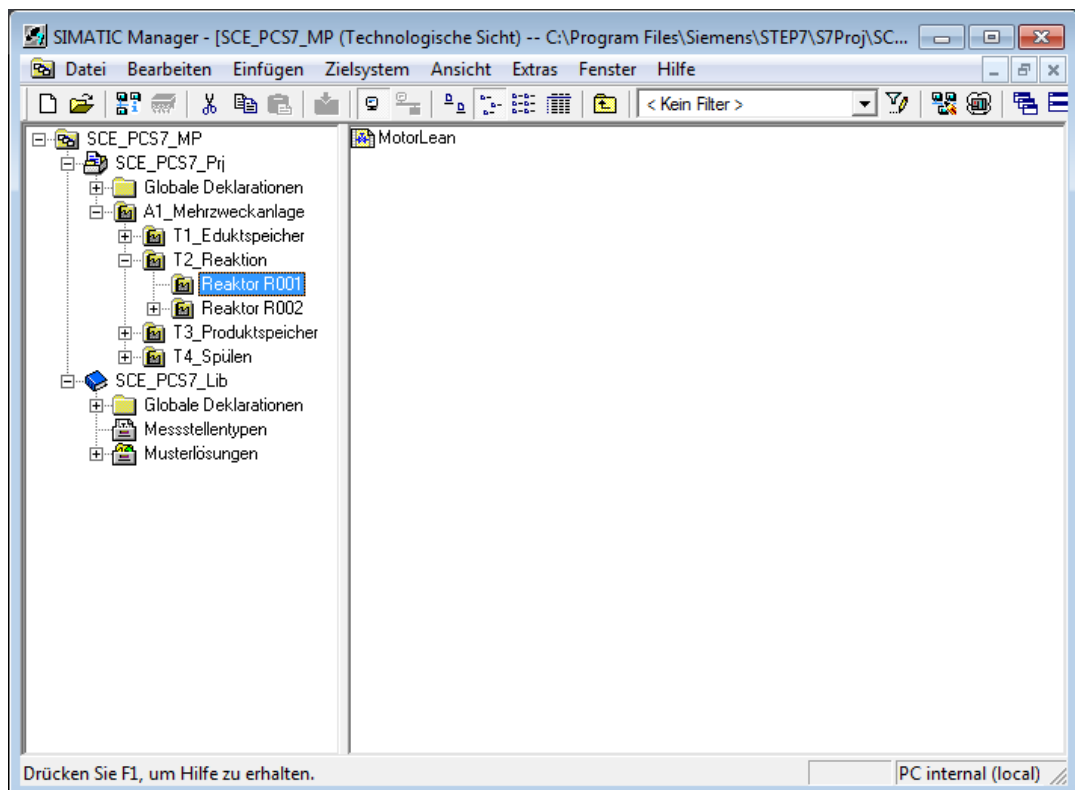 SIMATIC Manager - [SCE_PCS7_MP (Technologische Sicht) -- C:\Program Files\Siemens\STEP7\S7Proj\SC...
Datei Bearbeiten Einfügen Zielsystem Ansicht Extras Fenster Hilfe
< Kein Filter >
SCE_PCS7_MP
SCE_PCS7_Prj
Globale Deklarationen
A1_Mehrzweckanlage
T1_Eduktspeicher
T2_Reaktion
Reaktor R001
Reaktor R002
T3_Produktspeicher
T4_Spülen
SCE_PCS7_Lib
Globale Deklarationen
Messstellentypen
Musterlösungen
MotorLean
Drücken Sie F1, um Hilfe zu erhalten.
PC internal (local)